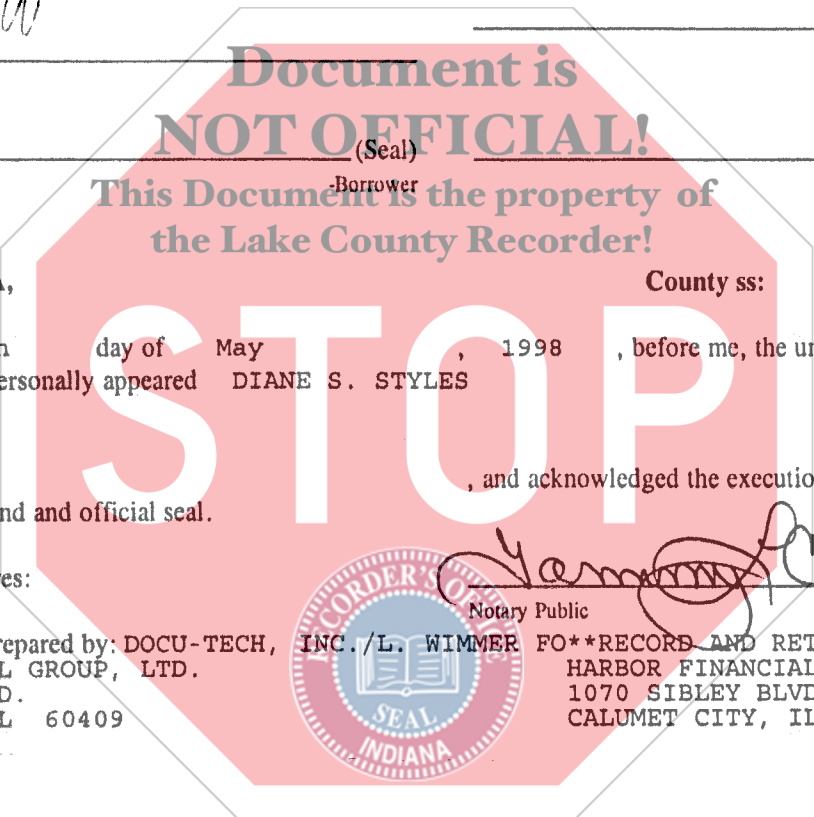 Document is
NOT OFFICIAL!
(Seal)
-Borrower
This Document is the property of
the Lake County Recorder!
A,
County ss:
day of May , 1998 , before me, the un
ersonally appeared DIANE S. STYLES
STOP
, and acknowledged the executio
nd and official seal.
res:
Notary Public
repared by: DOCU-TECH, INC./L. WIMMER FO**RECORD AND RET
L GROUP, LTD. HARBOR FINANCIAL
D. 1070 SIBLEY BLVD
L 60409 CALUMET CITY, IL
RECORDER'S OFFICE
SEAL
INDIANA